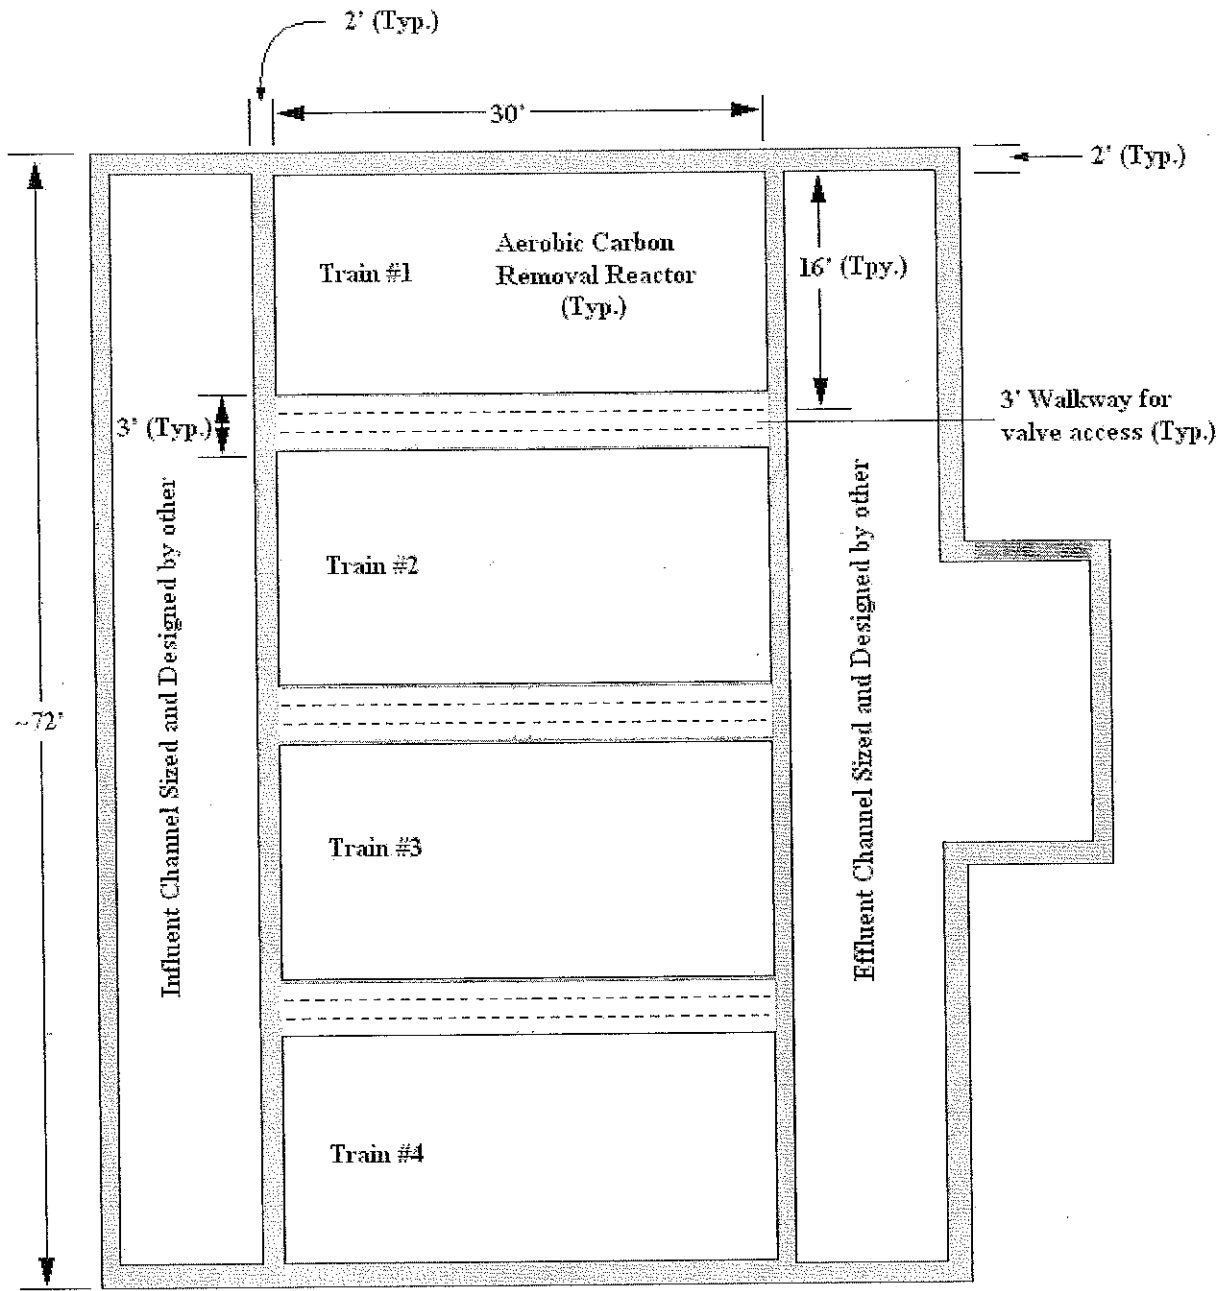 2’ (Typ.)
30’
2’ (Typ.)
Aerobic Carbon
Removal Reactor
(Typ.)
Train #1
16’ (Tpy.)
3’ (Typ.)
3’ Walkway for
valve access (Typ.)
Influent Channel Sized and Designed by other
Effluent Channel Sized and Designed by other
Train #2
~72’
Train #3
Train #4